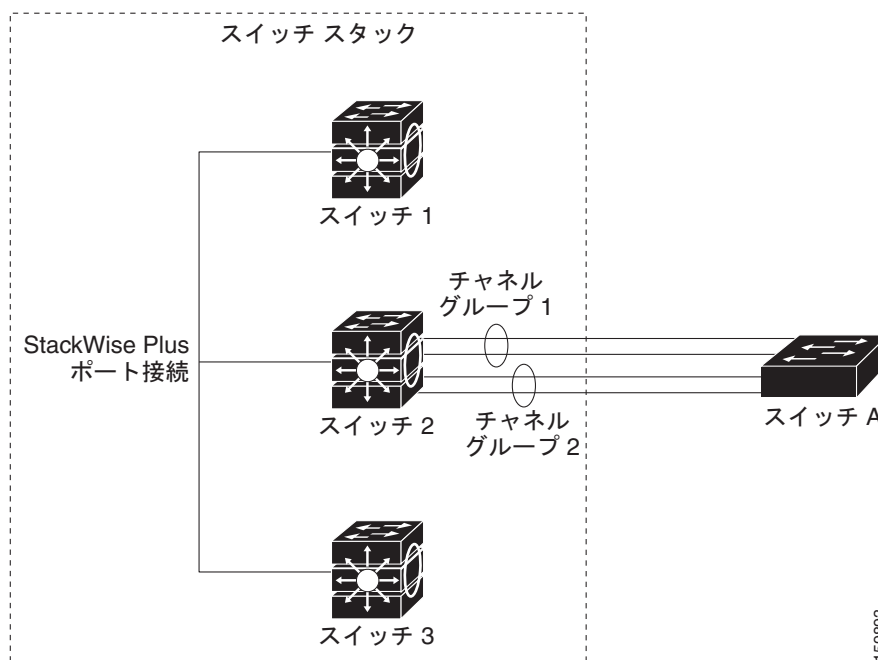 スイッチ スタック
スイッチ 1
チャネル
グループ 1
StackWise Plus
ポート接続
スイッチ 2
チャネル
グループ 2
スイッチ A
スイッチ 3